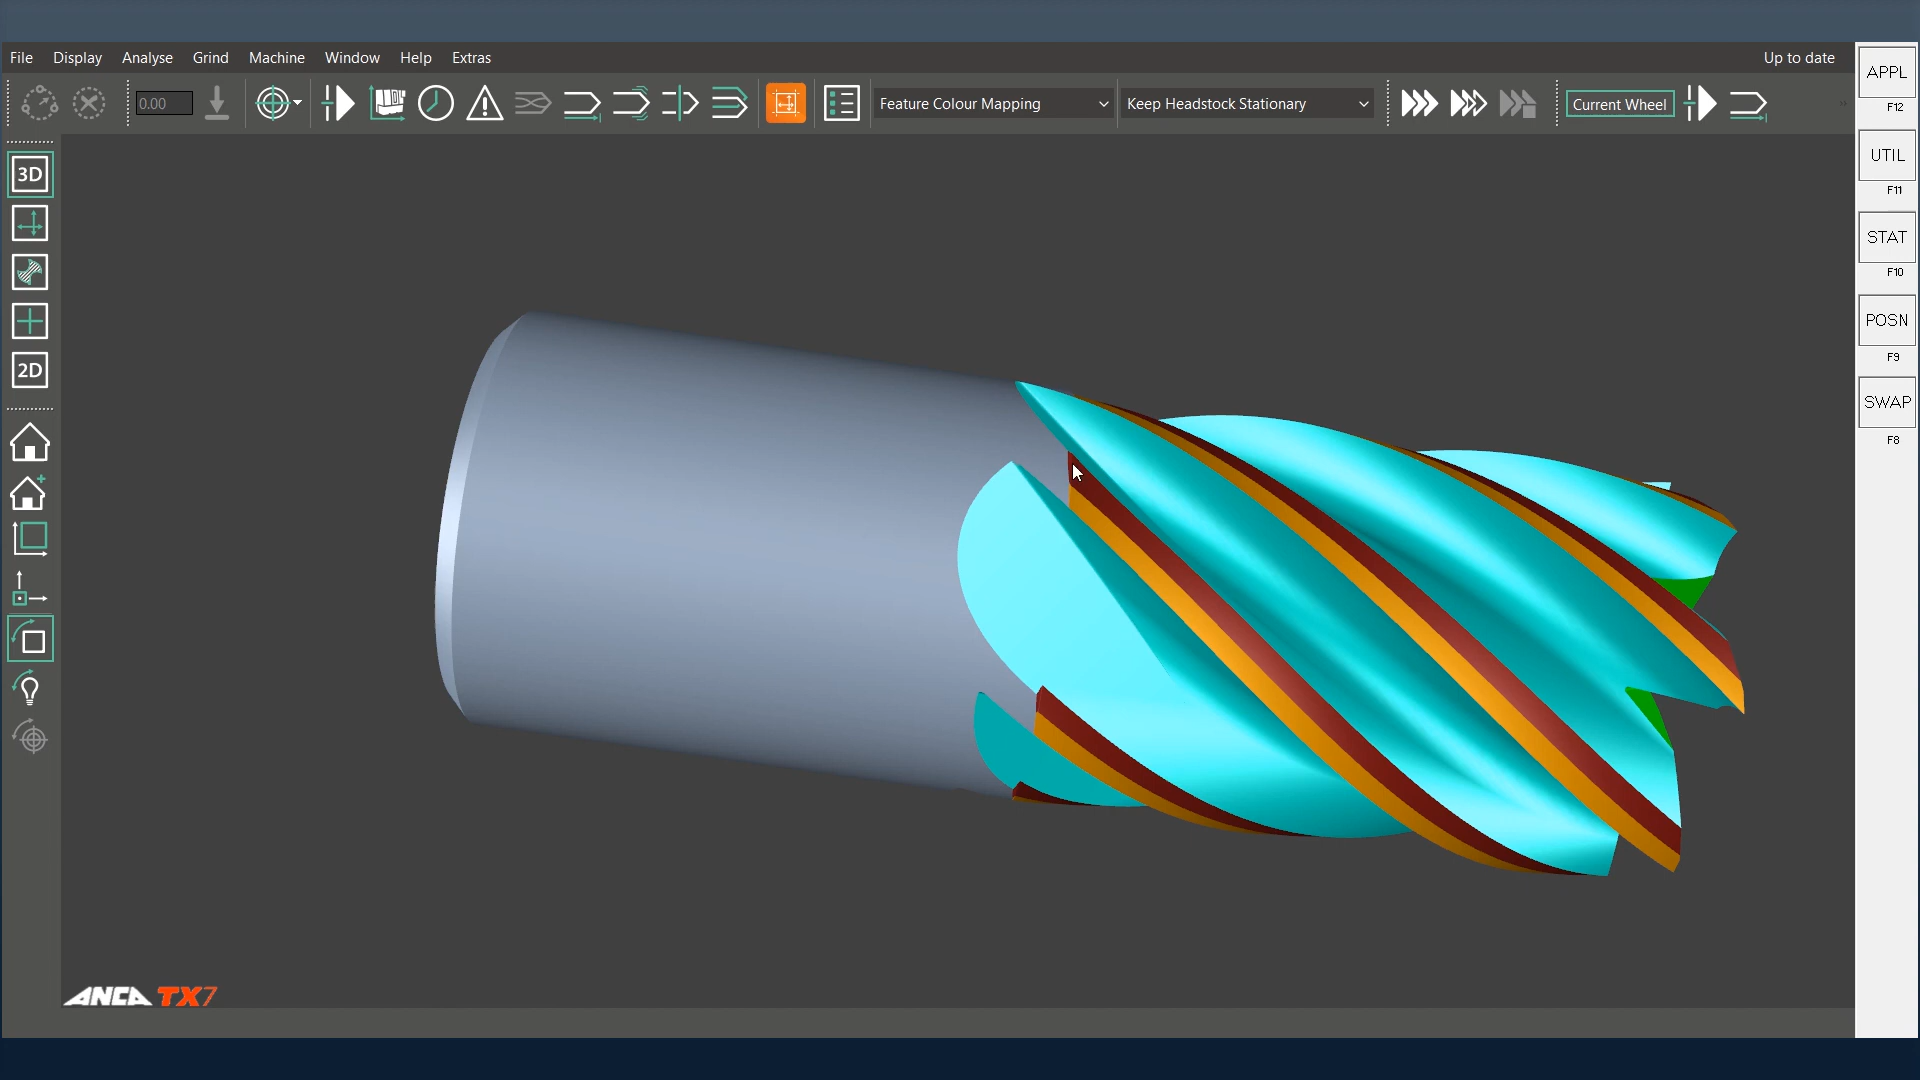 File Display Analyse Grind Machine Window Help Extras Up to date
0.00 Feature Colour Mapping Keep Headstock Stationary Current Wheel
APPL
F12
UTIL
F11
STAT
F10
POSN
F9
SWAP
F8
3D
2D
ANCA TX7